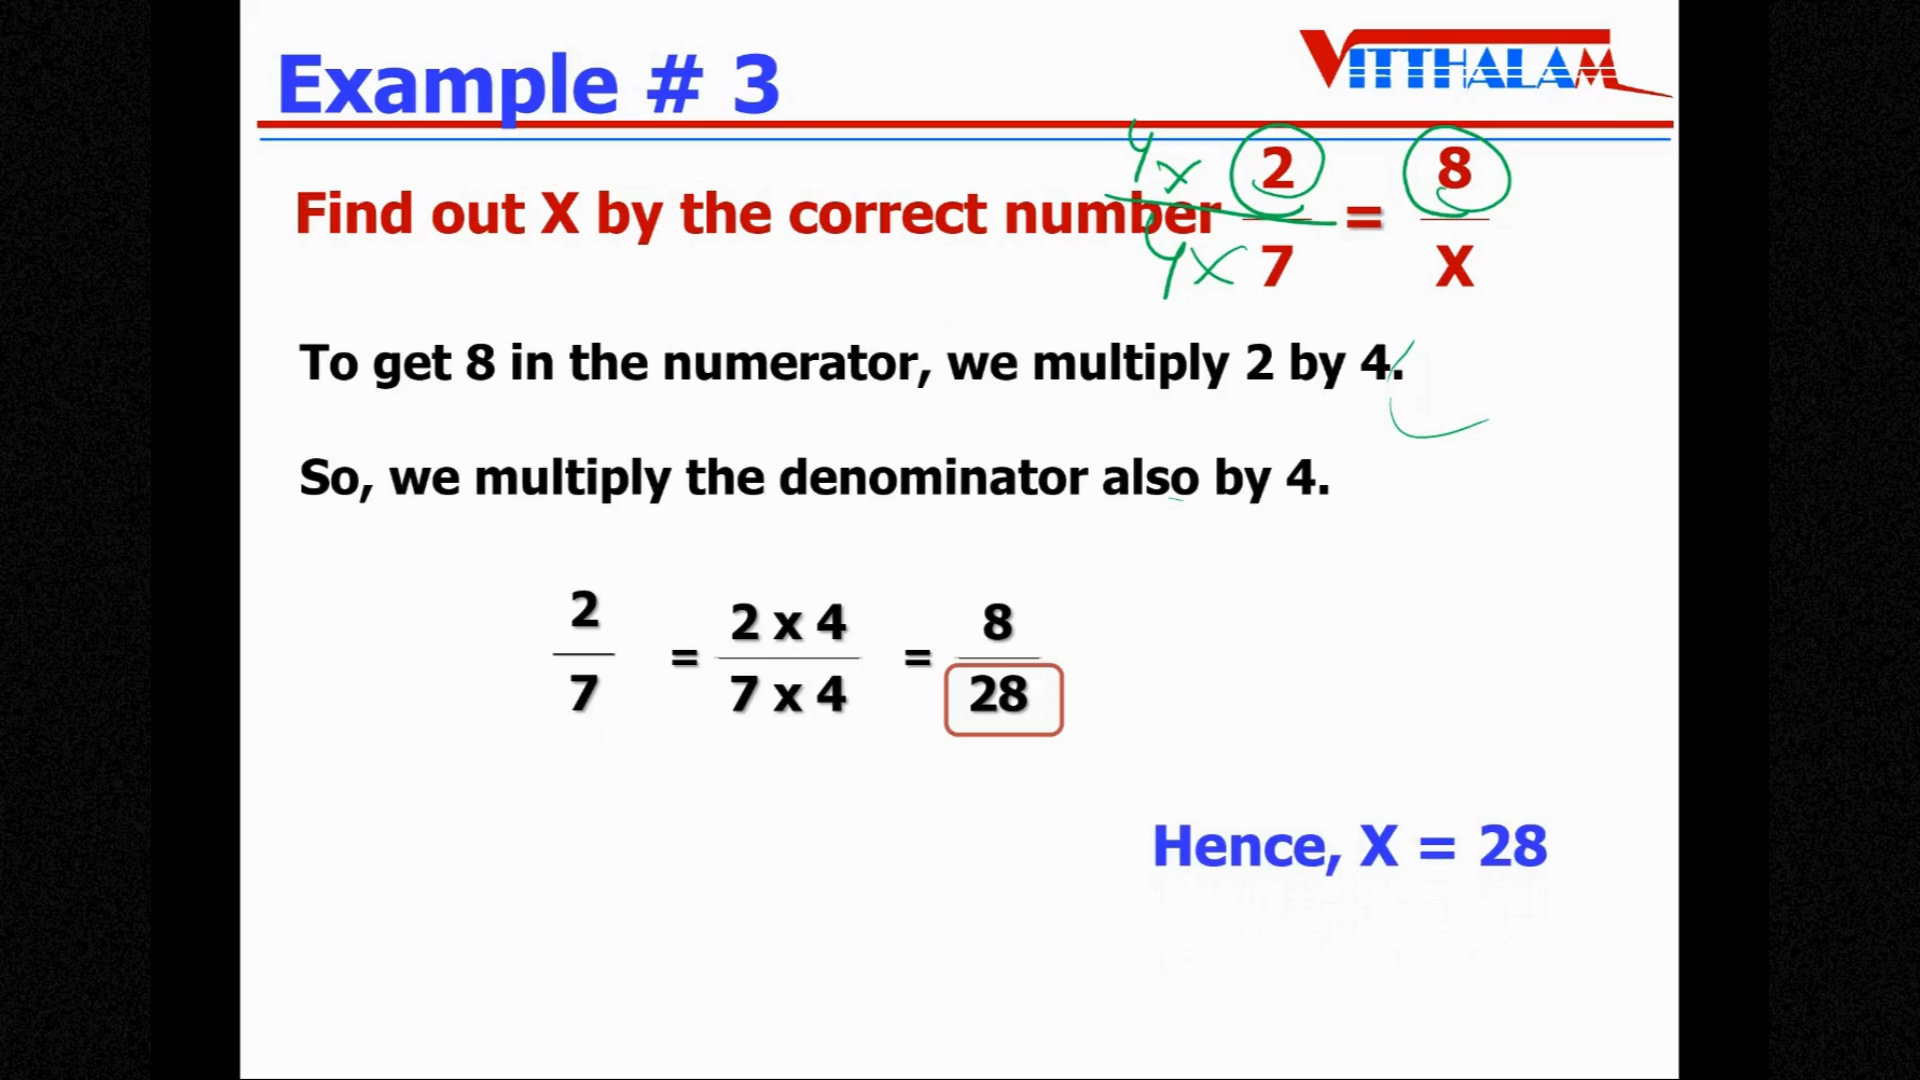 Example # 3
VITTHALAM
4x 2 = 8
Find out X by the correct number
4x 7 X
To get 8 in the numerator, we multiply 2 by 4.
So, we multiply the denominator also by 4.
2 2 x 4 8
= =
7 7 x 4 28
Hence, X = 28